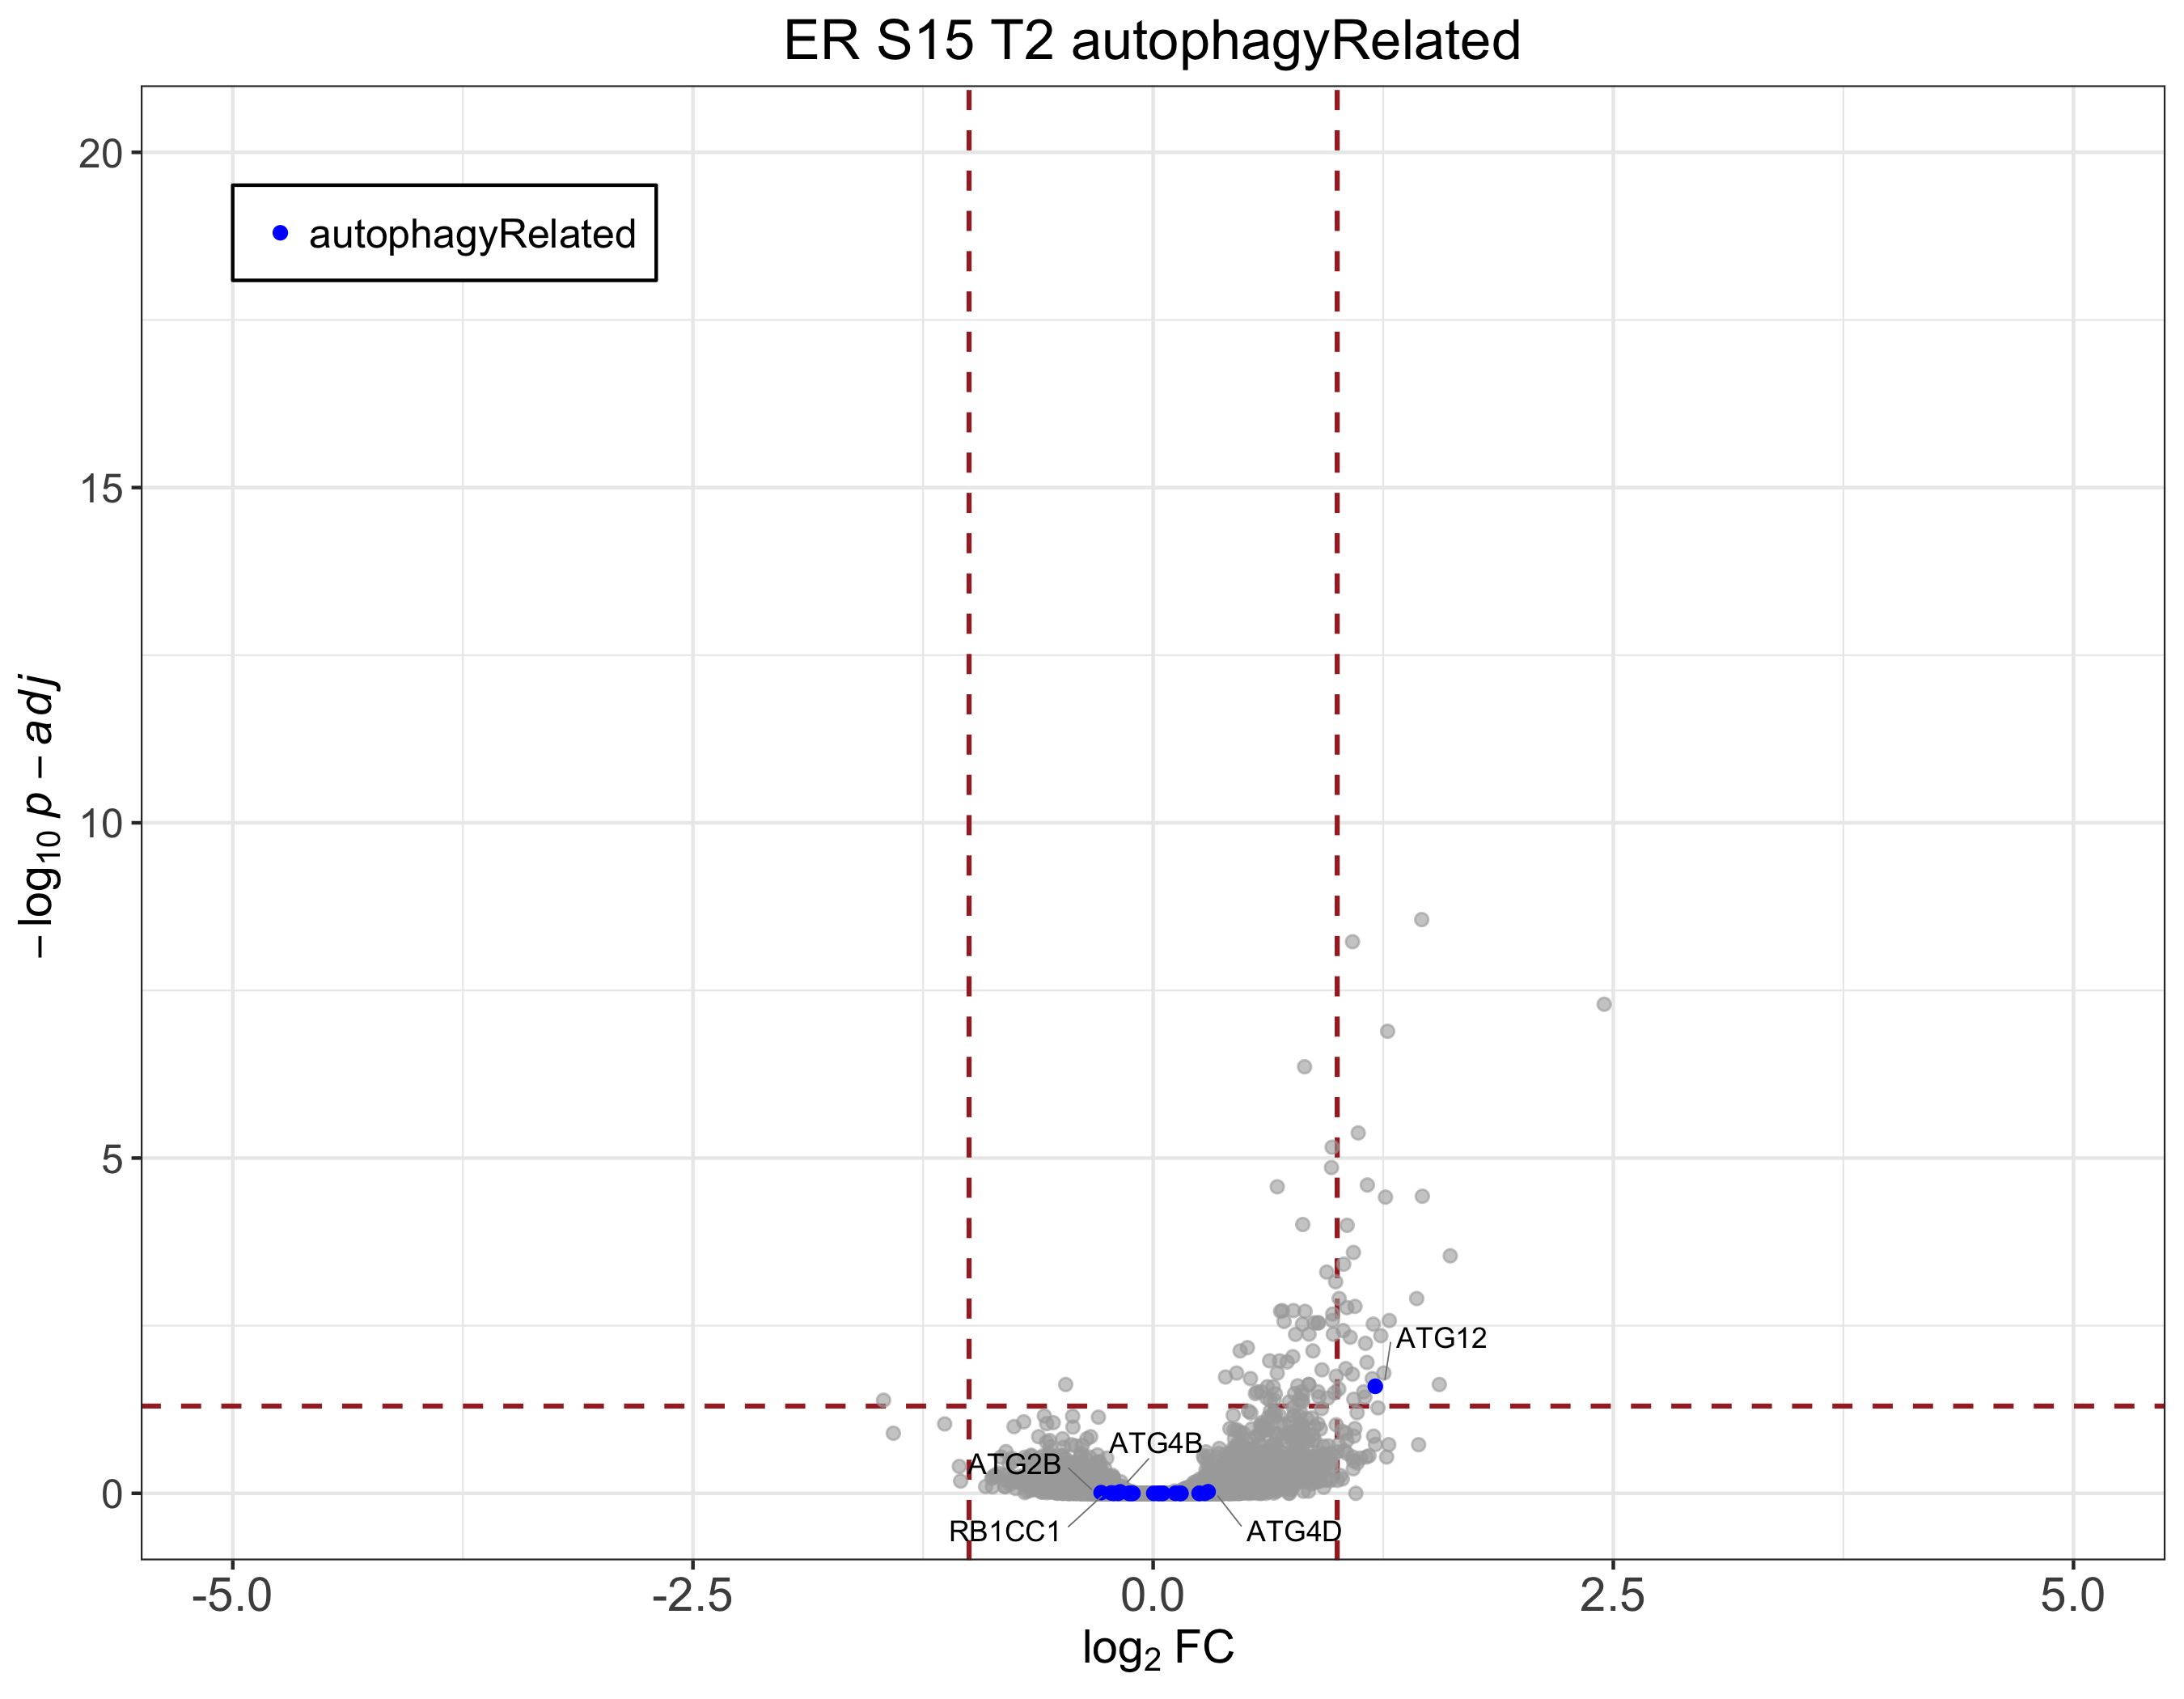 ER S15 T2 autophagyRelated
20
autophagyRelated
15
−log10 p − adj
10
5
ATG12
ATG4B
ATG2B
0
RB1CC1
ATG4D
-5.0
-2.5
0.0
2.5
5.0
log2 FC